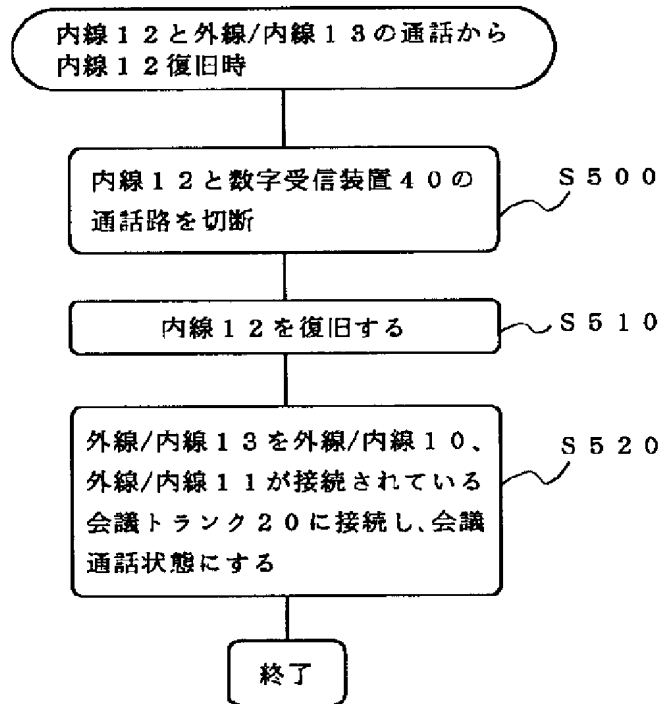 内線１２と外線/内線１３の通話から
内線１２復旧時
内線１２と数字受信装置４０の
通話路を切断
Ｓ５００
内線１２を復旧する
Ｓ５１０
外線/内線１３を外線/内線１０、
外線/内線１１が接続されている
会議トランク２０に接続し、会議
通話状態にする
Ｓ５２０
終了